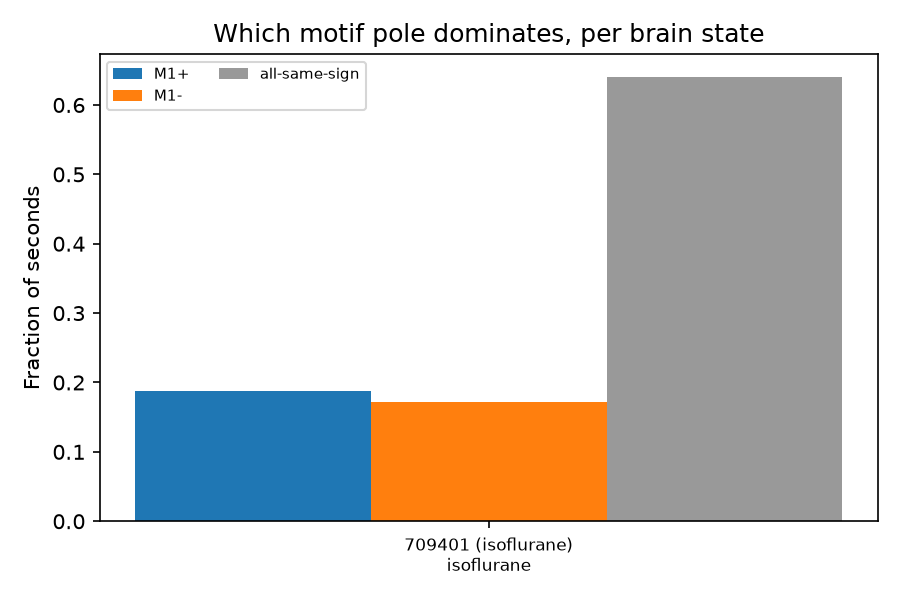 Which motif pole dominates, per brain state
M1+
M1-
all-same-sign
Fraction of seconds
0.6
0.5
0.4
0.3
0.2
0.1
0.0
709401 (isoflurane)
isoflurane